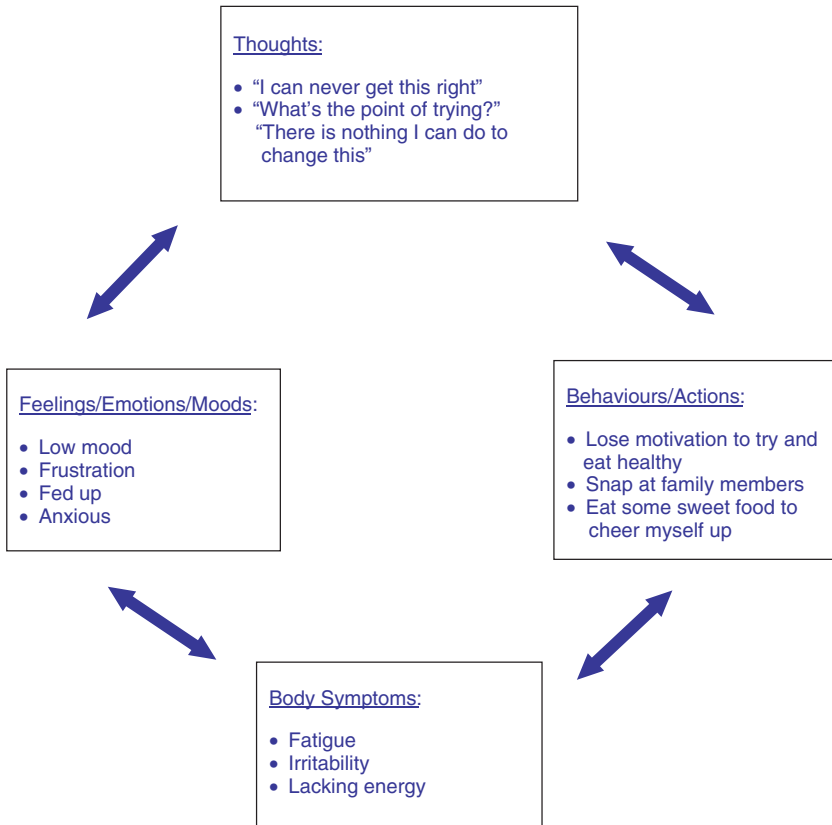 Thoughts:
• “I can never get this right”
• “What’s the point of trying?”
“There is nothing I can do to
change this”
Feelings/Emotions/Moods:
• Low mood
• Frustration
• Fed up
• Anxious
Behaviours/Actions:
• Lose motivation to try and
eat healthy
• Snap at family members
• Eat some sweet food to
cheer myself up
Body Symptoms:
• Fatigue
• Irritability
• Lacking energy